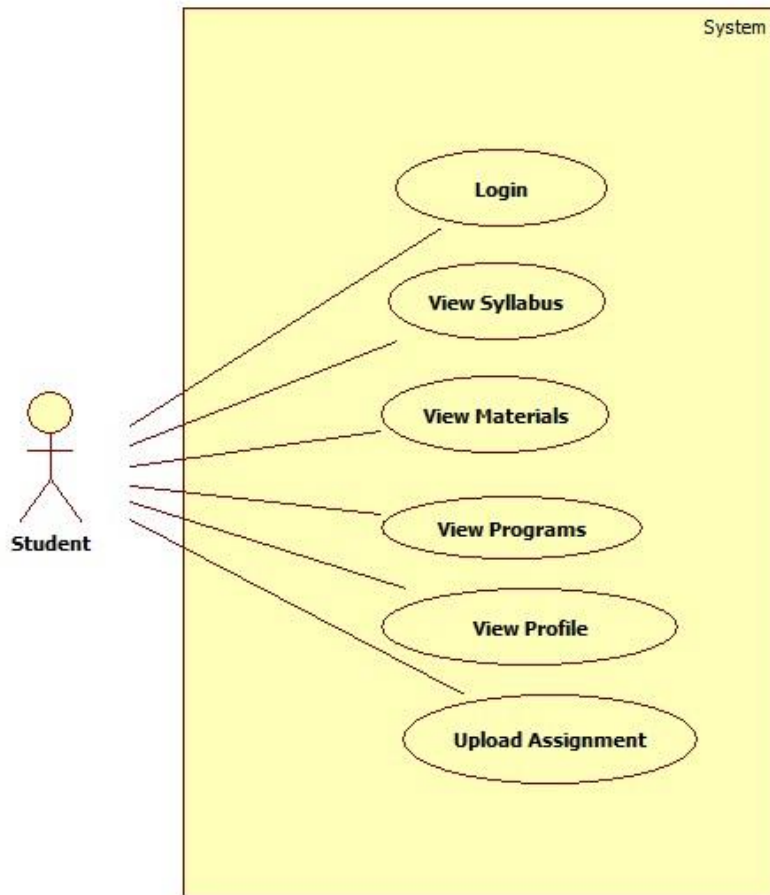 System
Login
View Syllabus
View Materials
View Programs
Student
View Profile
Upload Assignment